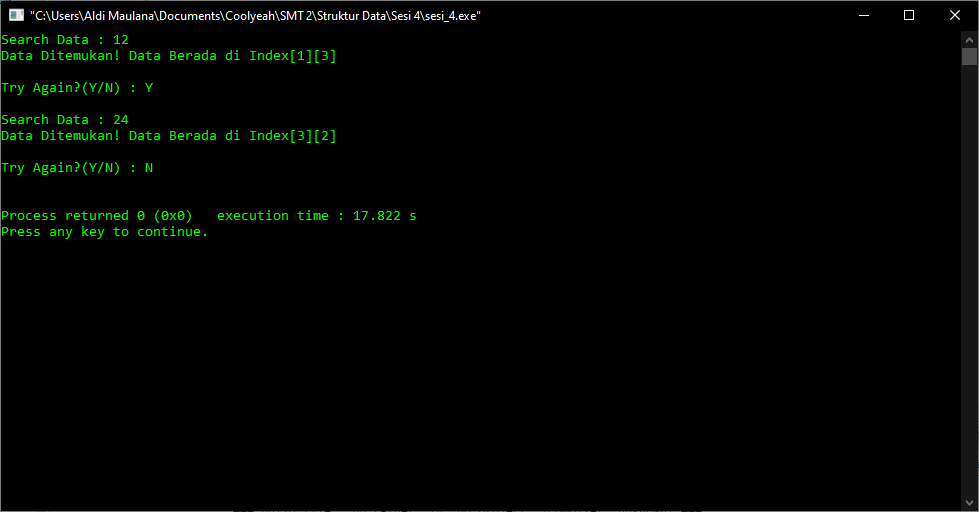 "C:\Users\Aldi Maulana\Documents\Coolyeah\SMT 2\Struktur Data\Sesi 4\sesi_4.exe"
Search Data : 12
Data Ditemukan! Data Berada di Index[1][3]
Try Again?(Y/N) : Y
Search Data : 24
Data Ditemukan! Data Berada di Index[3][2]
Try Again?(Y/N) : N
Process returned 0 (0x0)   execution time : 17.822 s
Press any key to continue.